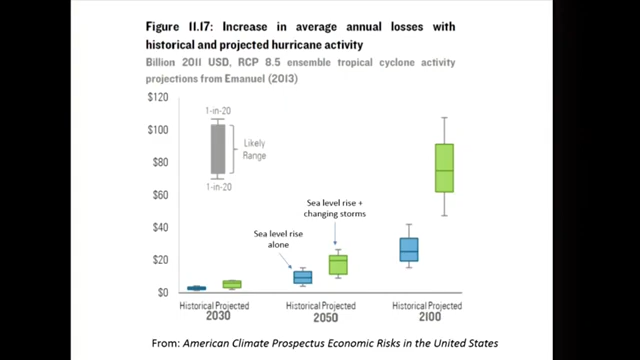 Figure 11.17: Increase in average annual losses with
historical and projected hurricane activity
Billion 2011 USD, RCP 8.5 ensemble tropical cyclone activity
projections from Emanuel (2013)
$120
$100
$80
$60
$40
$20
$0
1-in-20
Likely
Range
1-in-20
Sea level rise +
changing storms
Sea level rise
alone
Historical Projected
2030
Historical Projected
2050
Historical Projected
2100
From: American Climate Prospectus Economic Risks in the United States